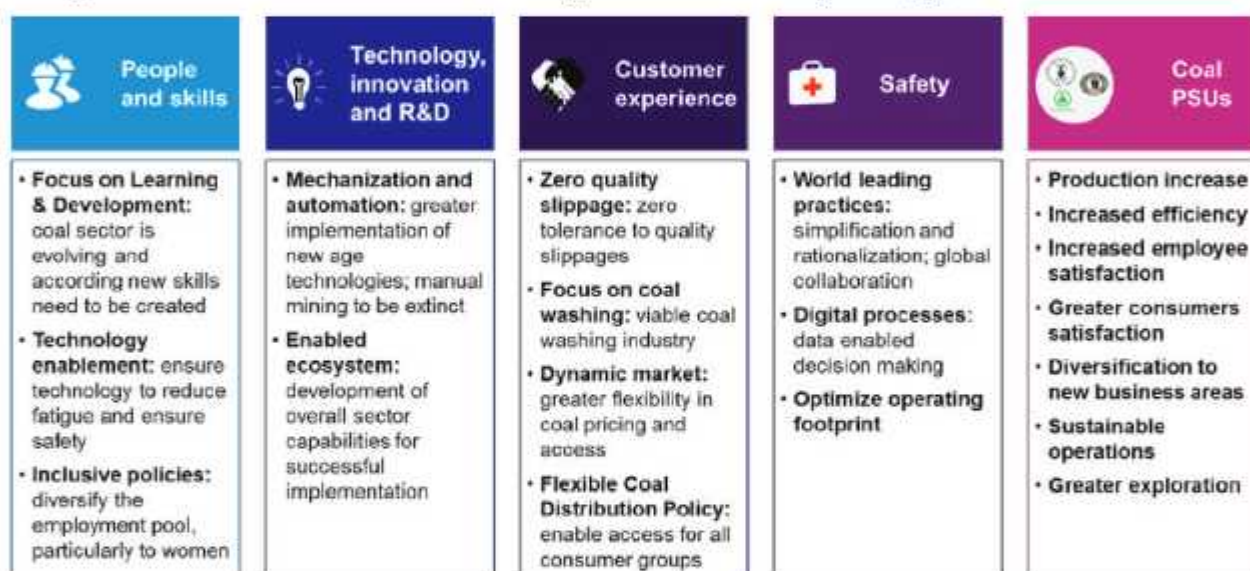 People
and skills
• Focus on Learning
& Development:
coal sector is
evolving and
according new skills
need to be created
• Technology
enablement: ensure
technology to reduce
fatigue and ensure
safety
• Inclusive policies:
diversify the
employment pool,
particularly to women
Technology,
innovation
and R&D
• Mechanization and
automation: greater
implementation of
new age
technologies; manual
mining to be extinct
• Enabled
ecosystem:
development of
overall sector
capabilities for
successful
implementation
Customer
experience
• Zero quality
slippage: zero
tolerance to quality
slippages
• Focus on coal
washing: viable coal
washing industry
• Dynamic market:
greater flexibility in
coal pricing and
access
• Flexible Coal
Distribution Policy:
enable access for all
consumer groups
Safety
• World leading
practices:
simplification and
rationalization; global
collaboration
• Digital processes:
data enabled
decision making
• Optimize operating
footprint
Coal
PSUs
• Production increase
• Increased efficiency
• Increased employee
satisfaction
• Greater consumers
satisfaction
• Diversification to
new business areas
• Sustainable
operations
• Greater exploration